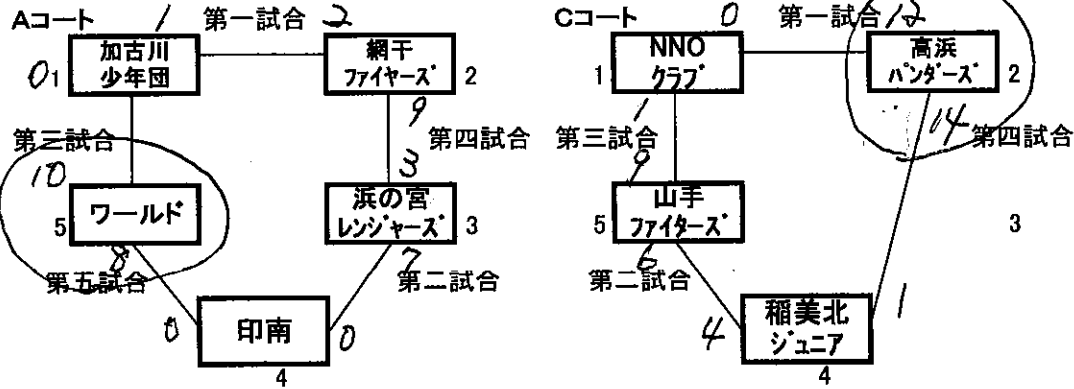 Aコート 1 第一試合 2
加古川
少年団
0 1
網干
ファイヤーズ
2
9
第三試合
第四試合
10
3
ワールド
5
浜の宮
レンジャーズ
3
8
7
第五試合
第二試合
0
印南
0
4
Cコート 0 第一試合 12
NNO
クラブ
1
高浜
パンダーズ
2
1
14
第三試合
第四試合
9
山手
ファイターズ
5
3
6
第二試合
4
稲美北
ジュニア
1
4